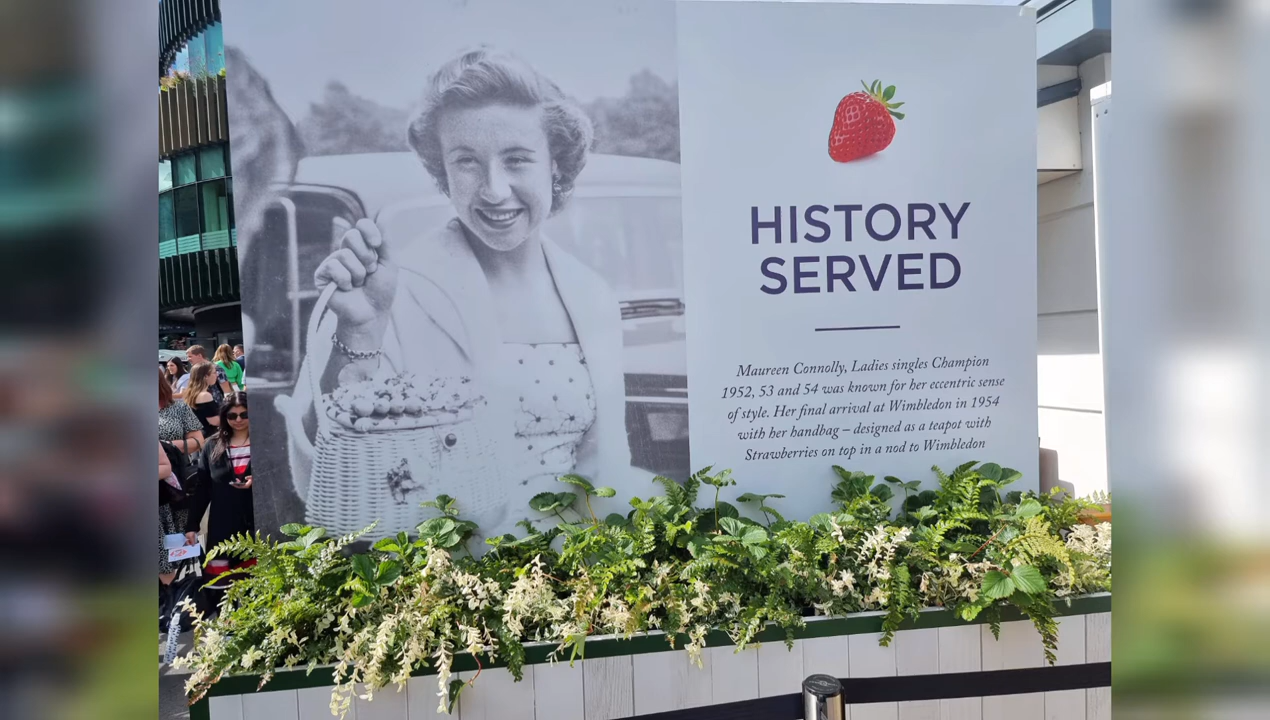 HISTORY
SERVED
Maureen Connolly, Ladies singles Champion
1952, 53 and 54 was known for her eccentric sense
of style. Her final arrival at Wimbledon in 1954
with her handbag – designed as a teapot with
Strawberries on top in a nod to Wimbledon